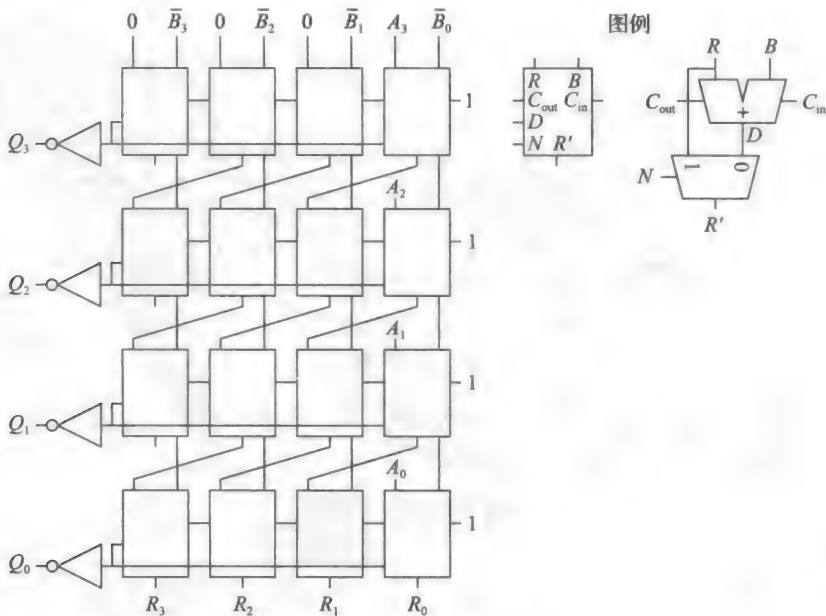 0 B̅₃ 0 B̅₂ 0 B̅₁ A₃ B̅₀
1
Q₃
A₂
1
Q₂
A₁
1
Q₁
A₀
1
Q₀
R₃ R₂ R₁ R₀
图例
R B
Cout Cin
D
N R'
R B
Cout + Cin
D
N 1 0
R'